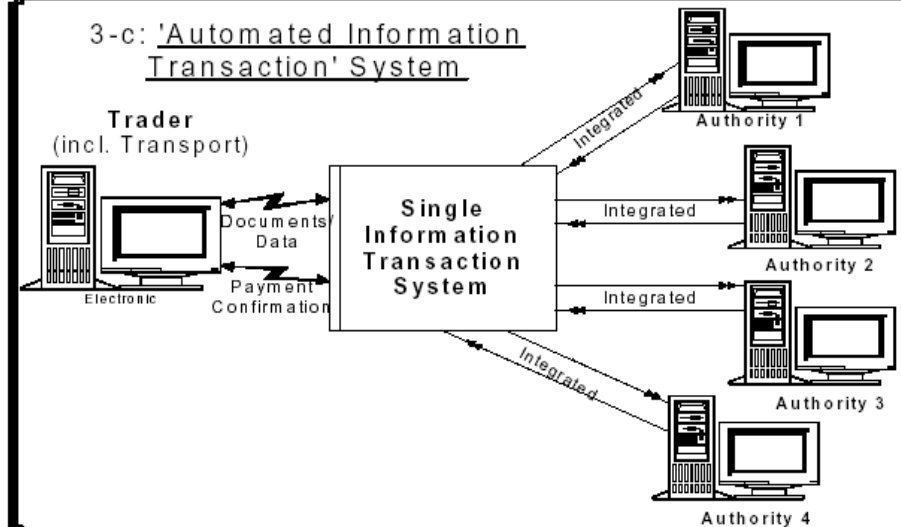 3-c: 'Automated Information
Transaction' System
Trader
(incl. Transport)
Electronic
Documents/
Data
Payment
Confirmation
Single
Information
Transaction
System
Integrated
Authority 1
Integrated
Authority 2
Integrated
Authority 3
Integrated
Authority 4